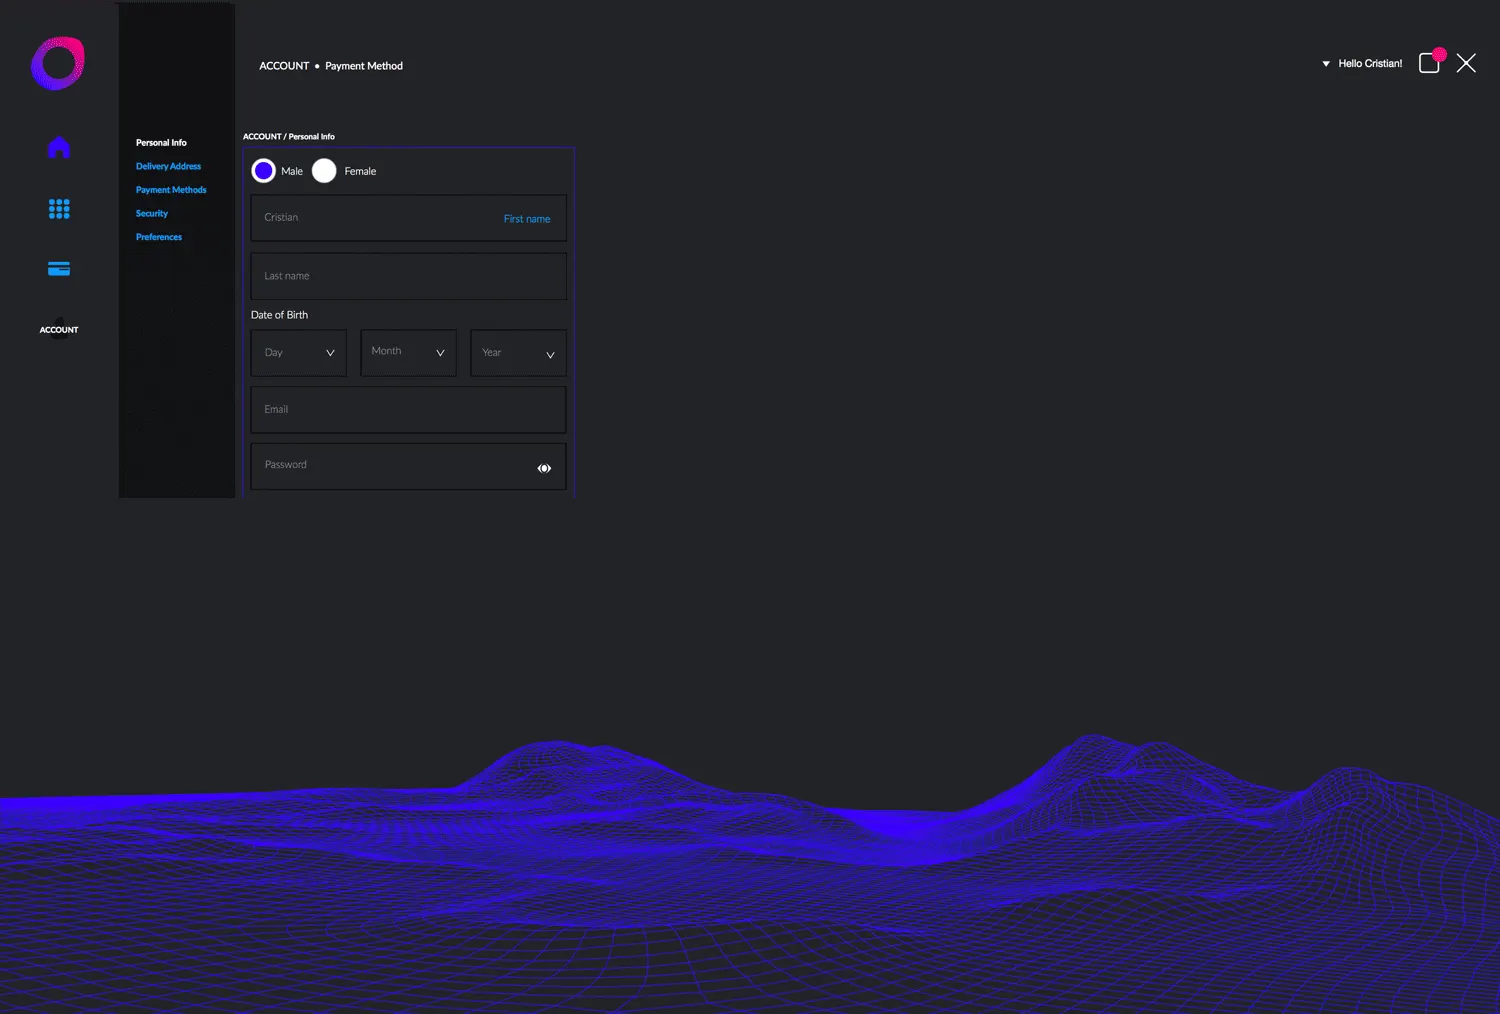 ACCOUNT • Payment Method
Hello Cristian!
Personal Info
Delivery Address
Payment Methods
Security
Preferences
ACCOUNT
ACCOUNT / Personal Info
Male Female
Cristian First name
Last name
Date of Birth
Day Month Year
Email
Password